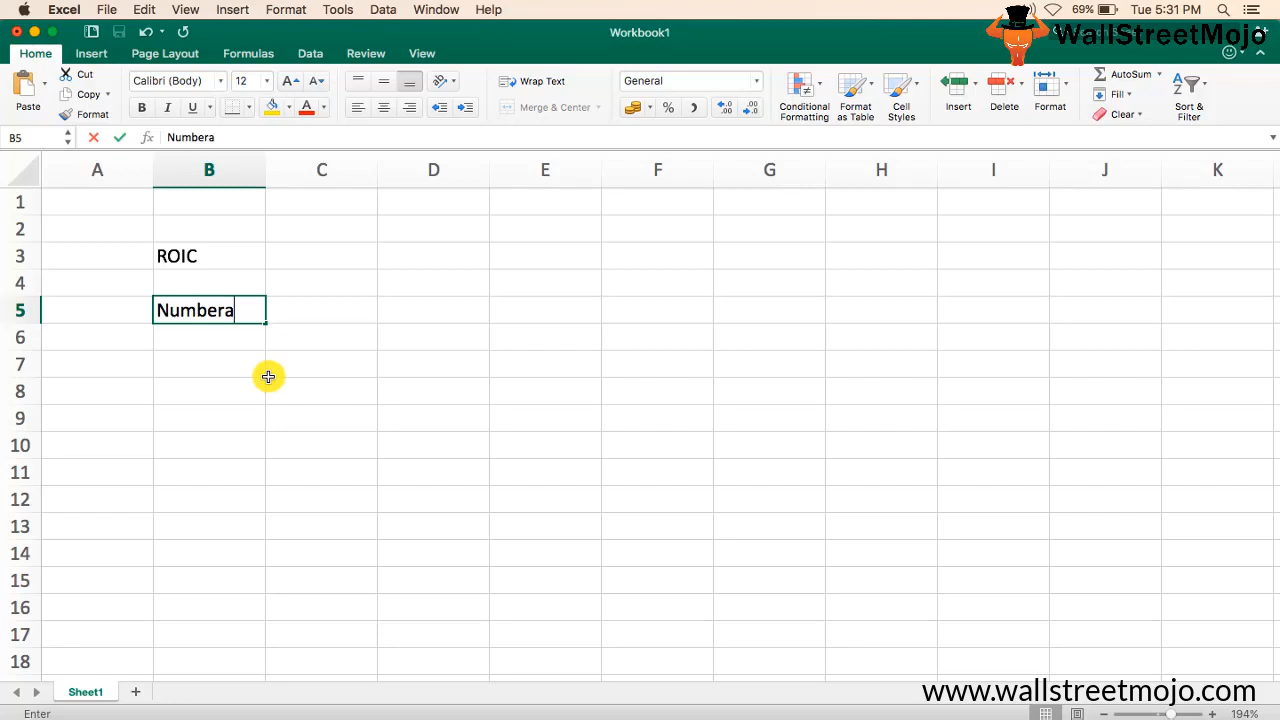 Excel File Edit View Insert Format Tools Data Window Help 69% Tue 5:31 PM
WallStreetMojo
Workbook1
Home Insert Page Layout Formulas Data Review View
Paste Cut Copy Format
Calibri (Body) 12 A A
B I U A
Wrap Text
Merge & Center
General
%
Conditional Formatting
Format as Table
Cell Styles
Insert Delete Format
AutoSum
Fill
Clear
Sort & Filter
B5 fx Numbera
A B C D E F G H I J K
1
2
3 ROIC
4
5 Numbera
6
7
8
9
10
11
12
13
14
15
16
17
18
Sheet1
www.wallstreetmojo.com
Enter 194%